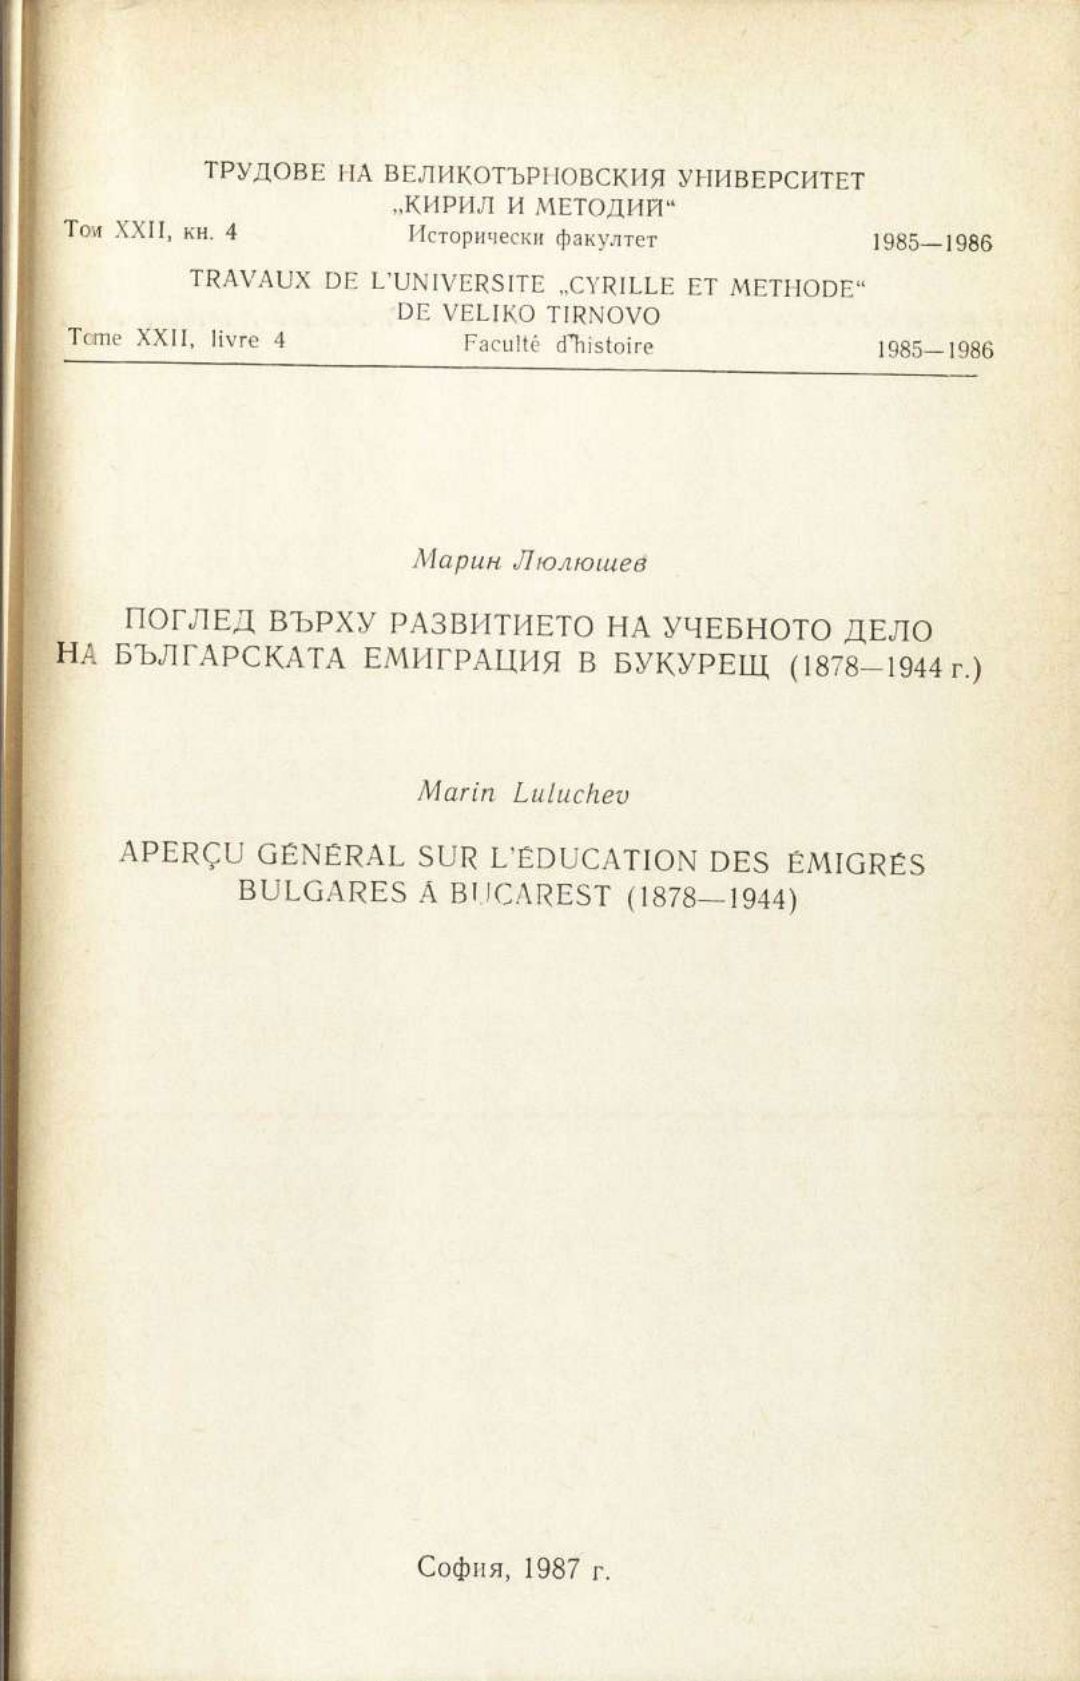 ТРУДОВЕ НА ВЕЛИКОТЪРНОВСКИЯ УНИВЕРСИТЕТ
„КИРИЛ И МЕТОДИЙ“
Том XXII, кн. 4 Исторически факултет 1985—1986
TRAVAUX DE L'UNIVERSITE „CYRILLE ET METHODE“
DE VELIKO TIRNOVO
Tome XXII, livre 4 Faculté d'histoire 1985—1986
Марин Люлюшев
ПОГЛЕД ВЪРХУ РАЗВИТИЕТО НА УЧЕБНОТО ДЕЛО
НА БЪЛГАРСКАТА ЕМИГРАЦИЯ В БУКУРЕЩ (1878—1944 г.)
Marin Luluchev
APERÇU GÉNÉRAL SUR L'ÉDUCATION DES ÉMIGRÉS
BULGARES Á BUCAREST (1878—1944)
София, 1987 г.